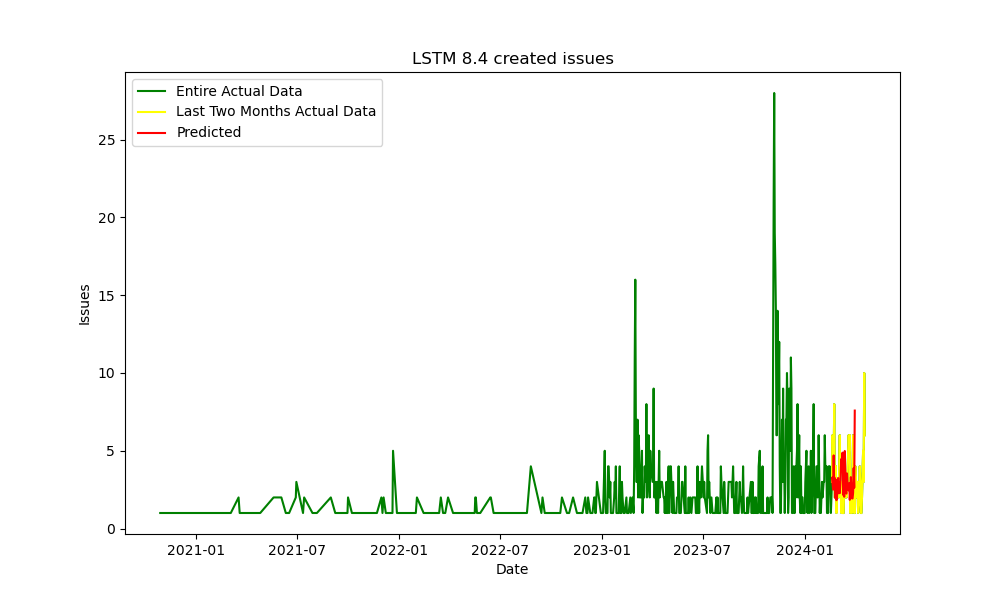 LSTM 8.4 created issues
Entire Actual Data
Last Two Months Actual Data
Predicted
25
20
15
10
5
0
Issues
2021-01 2021-07 2022-01 2022-07 2023-01 2023-07 2024-01
Date